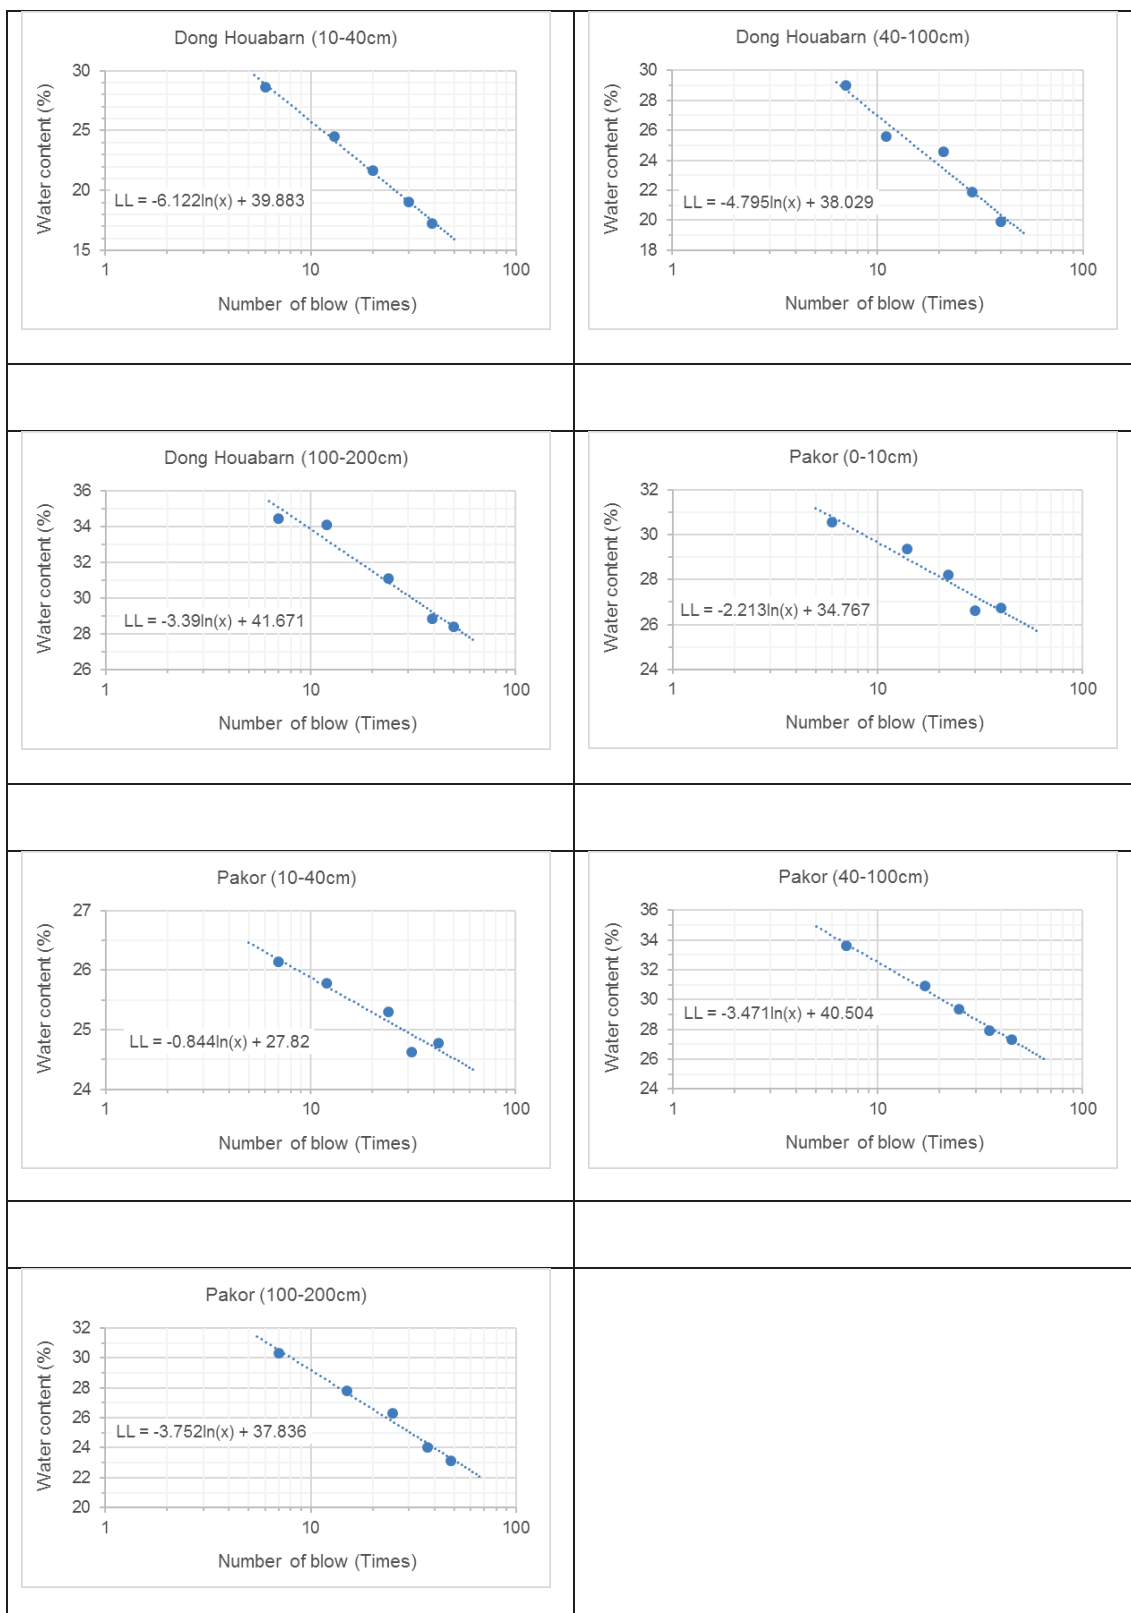 Dong Houabarn (10-40cm)
Water content (%)
30
25
20
15
LL = -6.122ln(x) + 39.883
1 10 100
Number of blow (Times)
Dong Houabarn (40-100cm)
Water content (%)
30
28
26
24
22
20
18
LL = -4.795ln(x) + 38.029
1 10 100
Number of blow (Times)
Dong Houabarn (100-200cm)
Water content (%)
36
34
32
30
28
26
LL = -3.39ln(x) + 41.671
1 10 100
Number of blow (Times)
Pakor (0-10cm)
Water content (%)
32
30
28
26
24
LL = -2.213ln(x) + 34.767
1 10 100
Number of blow (Times)
Pakor (10-40cm)
Water content (%)
27
26
25
24
LL = -0.844ln(x) + 27.82
1 10 100
Number of blow (Times)
Pakor (40-100cm)
Water content (%)
36
34
32
30
28
26
24
LL = -3.471ln(x) + 40.504
1 10 100
Number of blow (Times)
Pakor (100-200cm)
Water content (%)
32
30
28
26
24
22
20
LL = -3.752ln(x) + 37.836
1 10 100
Number of blow (Times)